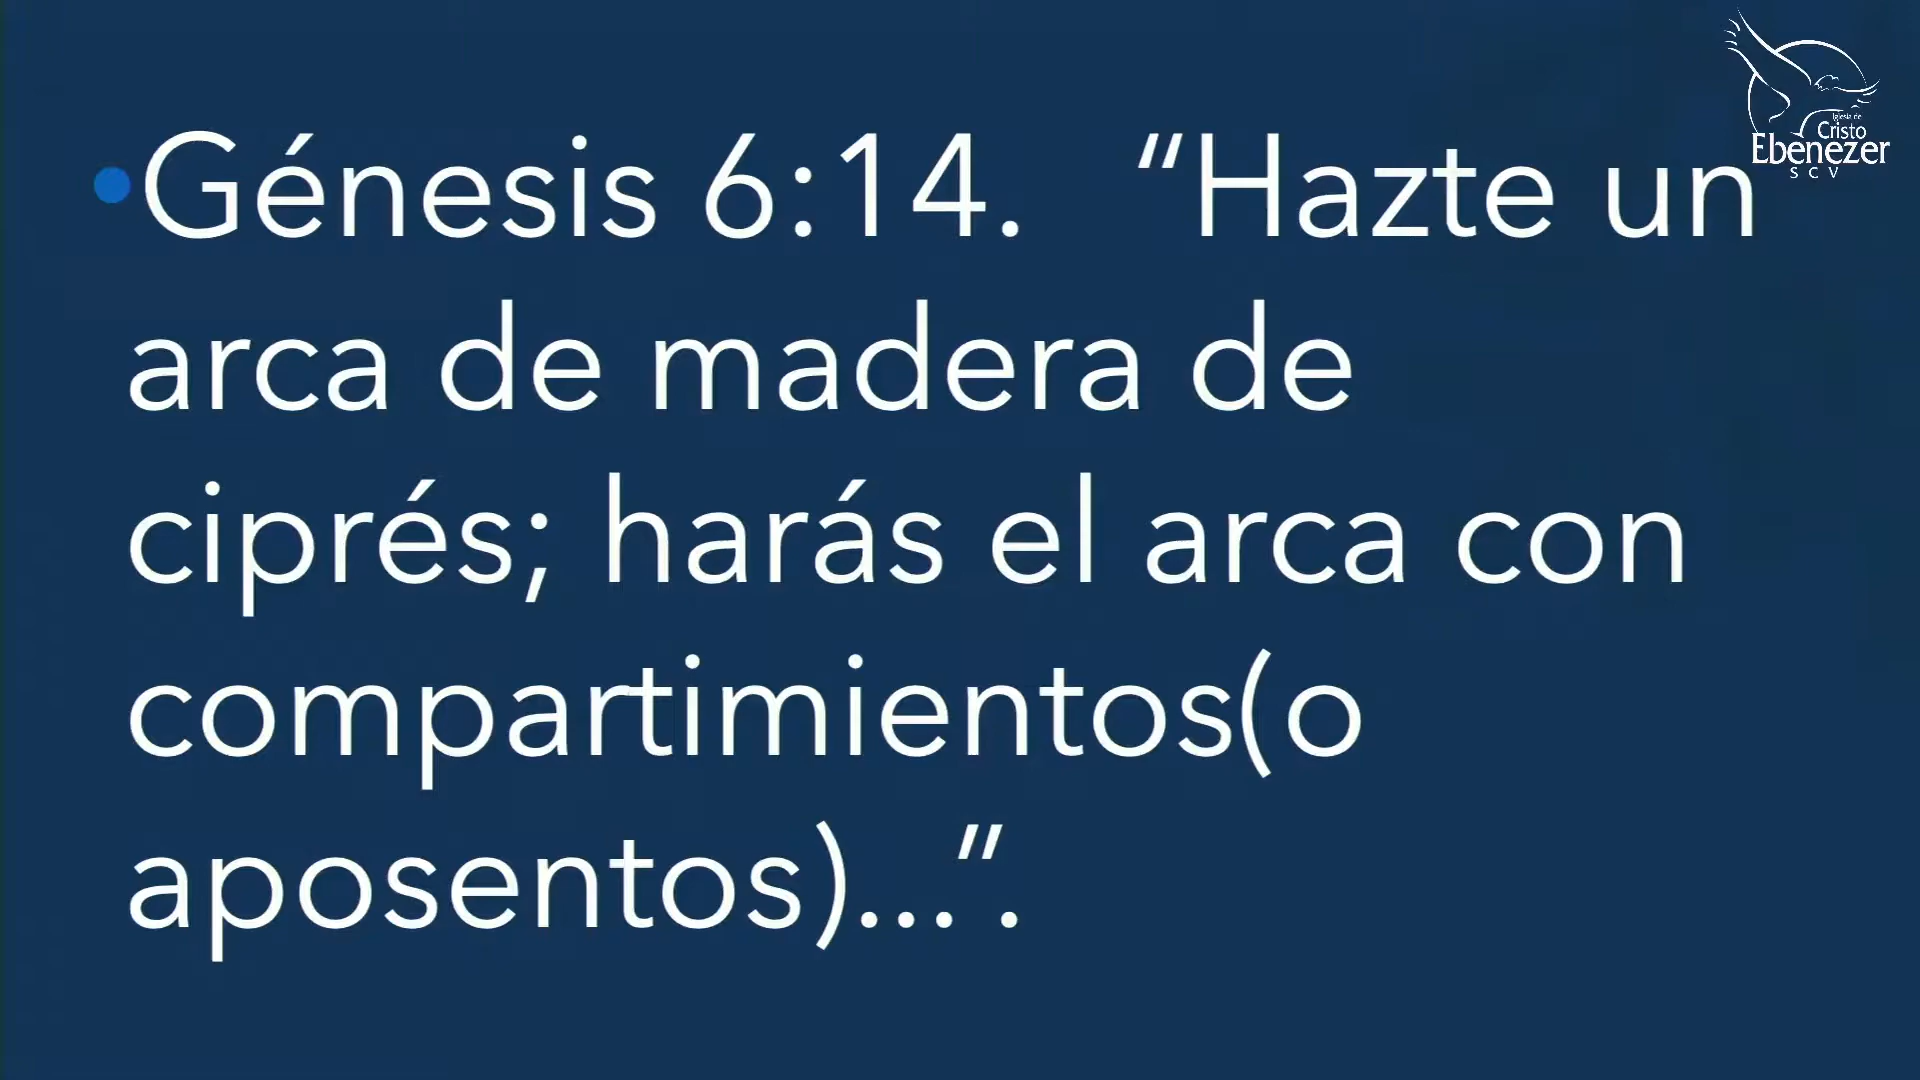 Iglesia de
Cristo
Ebenezer
SCV
•Génesis 6:14. “Hazte un
arca de madera de
ciprés; harás el arca con
compartimientos(o
aposentos)...”.